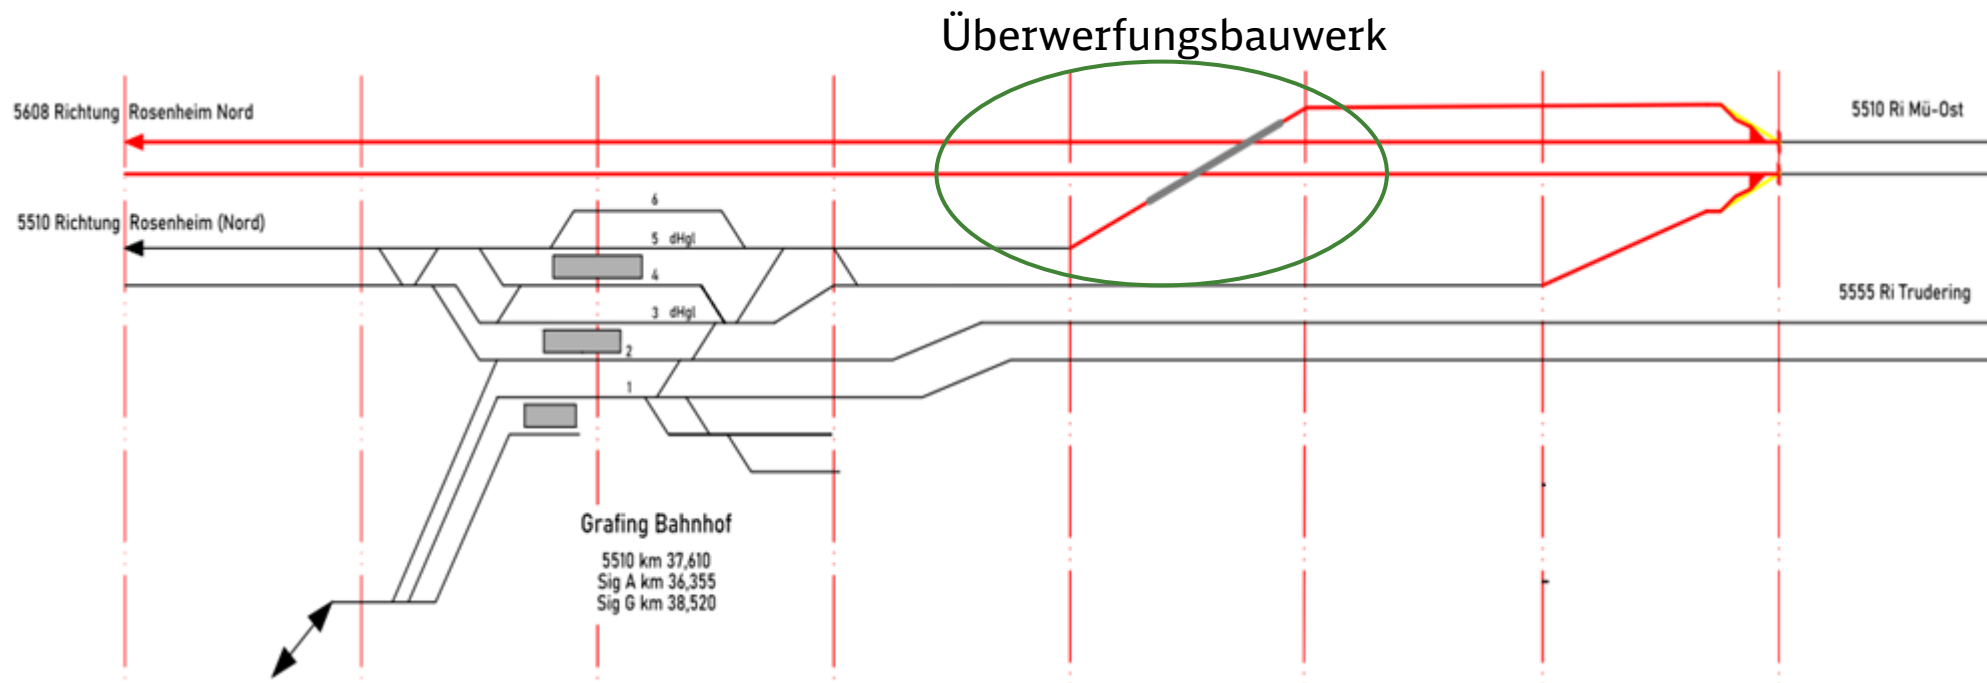 Überwerfungsbauwerk
5608 Richtung Rosenheim Nord
5510 Ri Mü-Ost
6
5510 Richtung Rosenheim (Nord)
5 dHgl
4
5555 Ri Trudering
3 dHgl
2
1
Grafing Bahnhof
5510 km 37,610
Sig A km 36,355
Sig G km 38,520